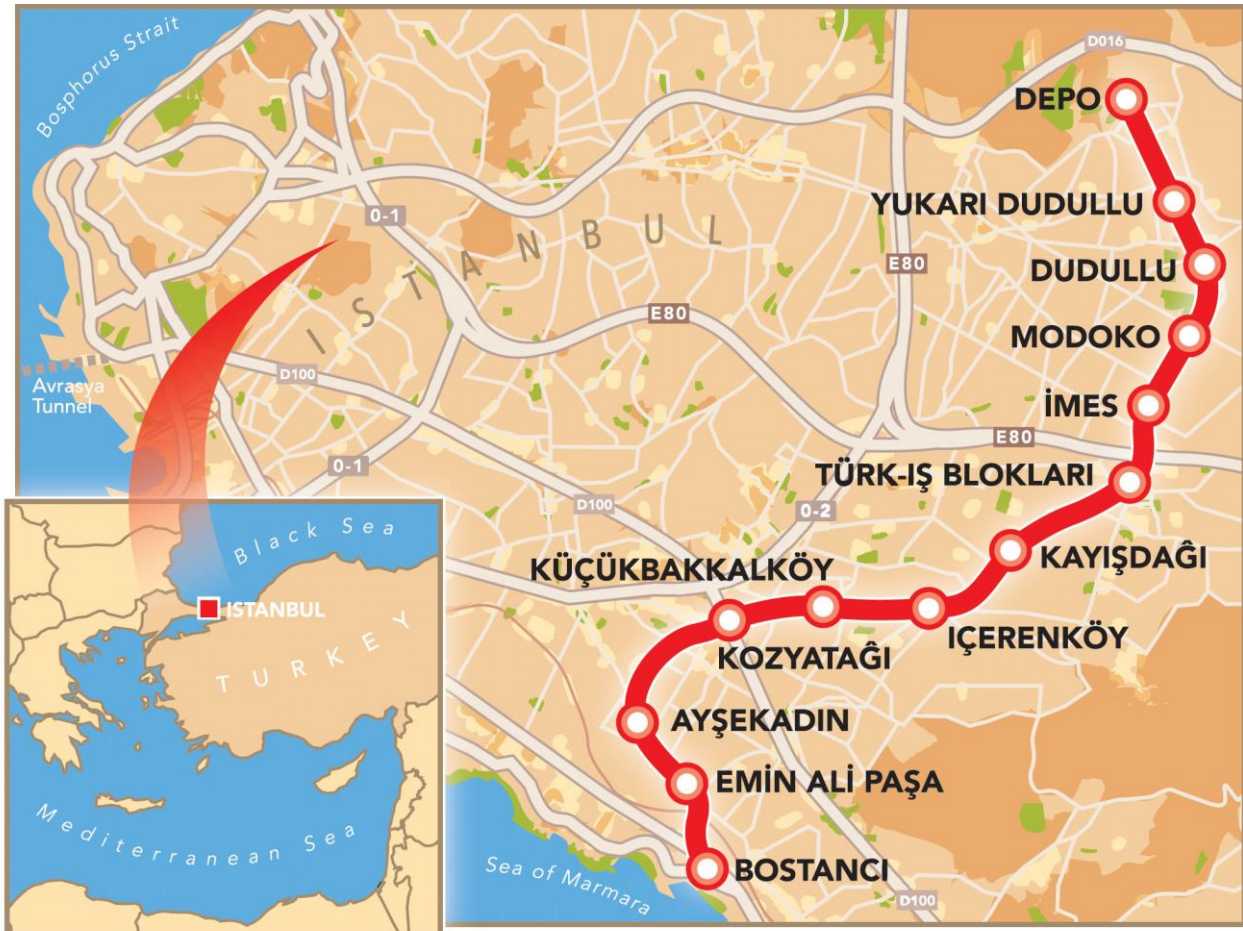 Bosphorus Strait
D016
DEPO
YUKARI DUDULLU
DUDULLU
MODOKO
İMES
TÜRK-IŞ BLOKLARI
KAYIŞDAĞI
IÇERENKÖY
KÜÇÜKBAKKALKÖY
KOZYATAĞI
AYŞEKADIN
EMİN ALİ PAŞA
BOSTANCI
0-1
ISTANBUL
E80
E80
E80
D100
Avrasya
Tunnel
0-1
D100
0-2
D100
Sea of Marmara
Black Sea
ISTANBUL
TURKEY
Mediterranean Sea